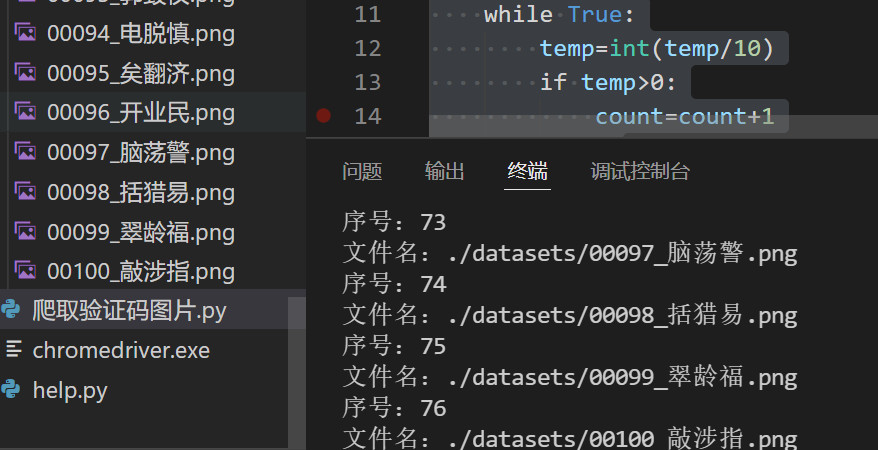 00094_电脱慎.png
00095_矣翻济.png
00096_开业民.png
00097_脑荡警.png
00098_括猎易.png
00099_翠龄福.png
00100_敲涉指.png
爬取验证码图片.py
chromedriver.exe
help.py
11 while True:
12 temp=int(temp/10)
13 if temp>0:
14 count=count+1
问题 输出 终端 调试控制台
序号：73
文件名：./datasets/00097_脑荡警.png
序号：74
文件名：./datasets/00098_括猎易.png
序号：75
文件名：./datasets/00099_翠龄福.png
序号：76
文件名：./datasets/00100_敲涉指.png